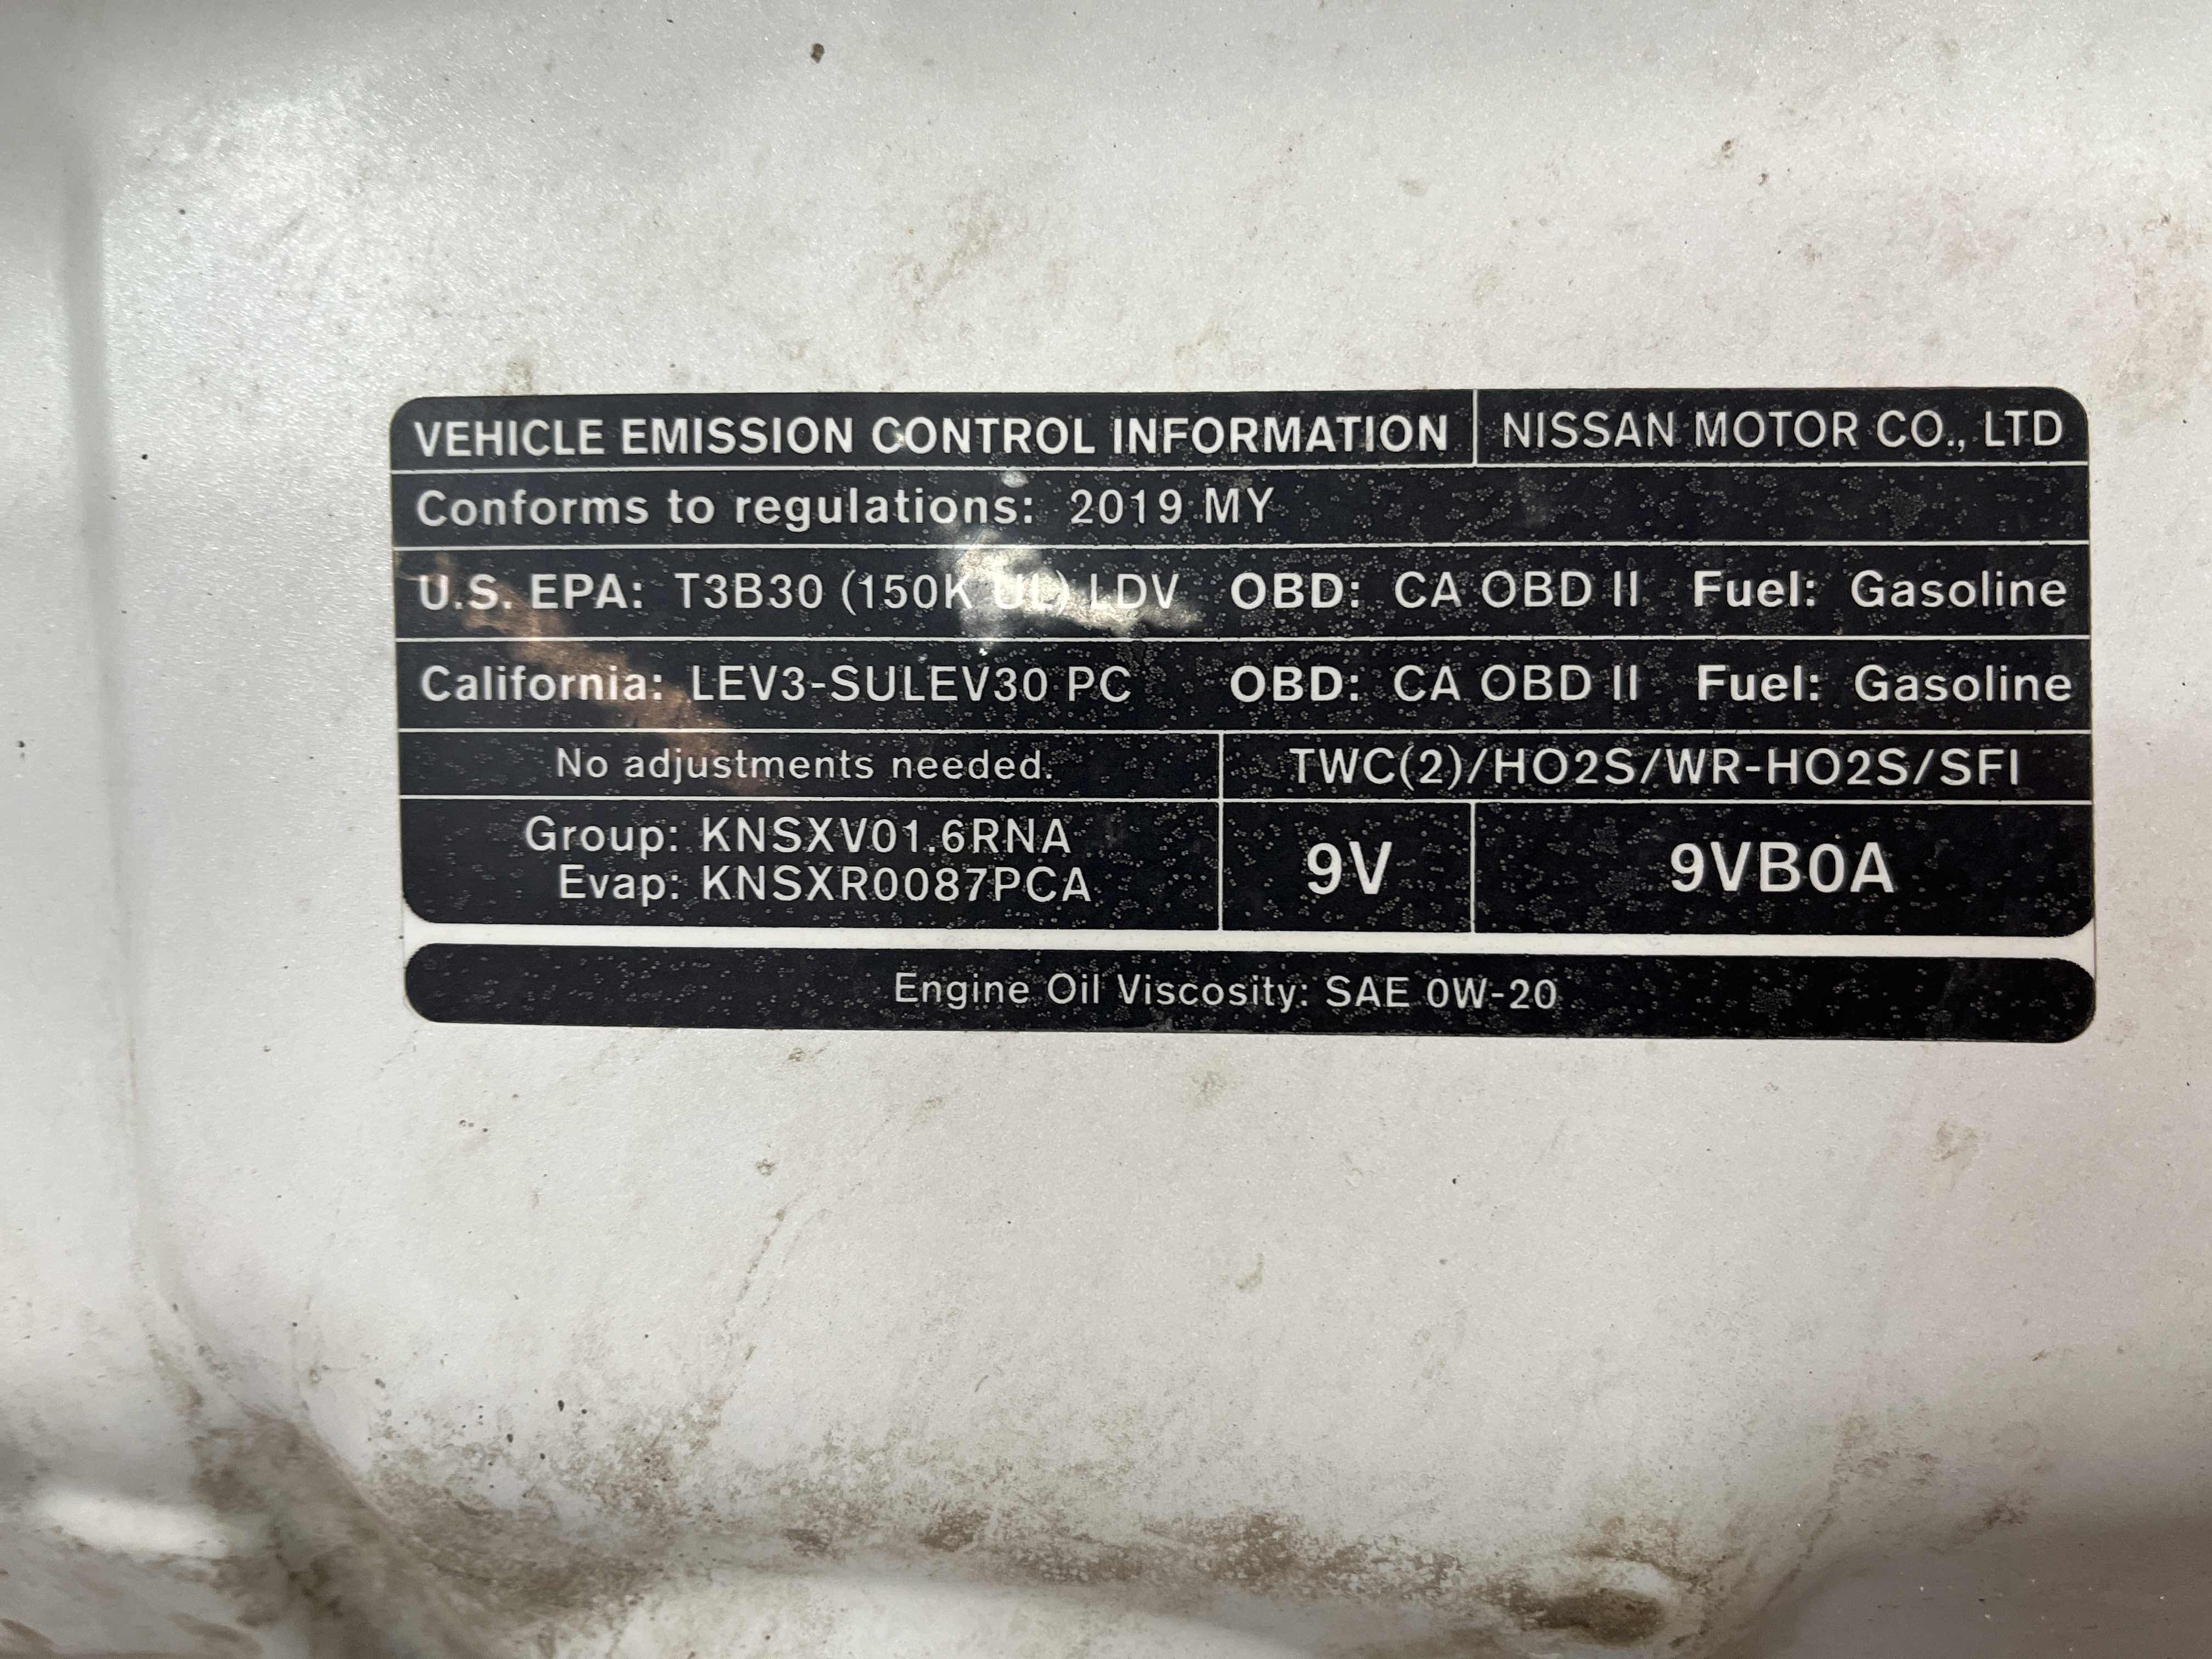 VEHICLE EMISSION CONTROL INFORMATION NISSAN MOTOR CO., LTD
Conforms to regulations: 2019 MY
U.S. EPA: T3B30 (150K UL) LDV OBD: CA OBD II Fuel: Gasoline
California: LEV3-SULEV30 PC OBD: CA OBD II Fuel: Gasoline
No adjustments needed. TWC(2)/HO2S/WR-HO2S/SFI
Group: KNSXV01.6RNA
Evap: KNSXR0087PCA
9V 9VB0A
Engine Oil Viscosity: SAE 0W-20